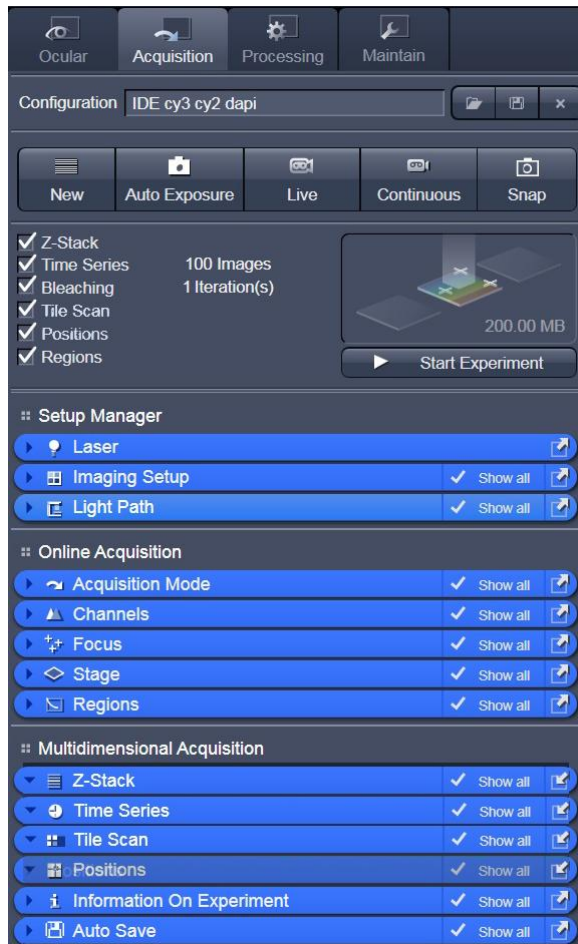 Ocular Acquisition Processing Maintain
Configuration IDE cy3 cy2 dapi
New Auto Exposure Live Continuous Snap
Z-Stack
Time Series 100 Images
Bleaching 1 Iteration(s)
Tile Scan
Positions 200.00 MB
Regions Start Experiment
Setup Manager
Laser
Imaging Setup Show all
Light Path Show all
Online Acquisition
Acquisition Mode Show all
Channels Show all
Focus Show all
Stage Show all
Regions Show all
Multidimensional Acquisition
Z-Stack Show all
Time Series Show all
Tile Scan Show all
Positions Show all
Information On Experiment Show all
Auto Save Show all